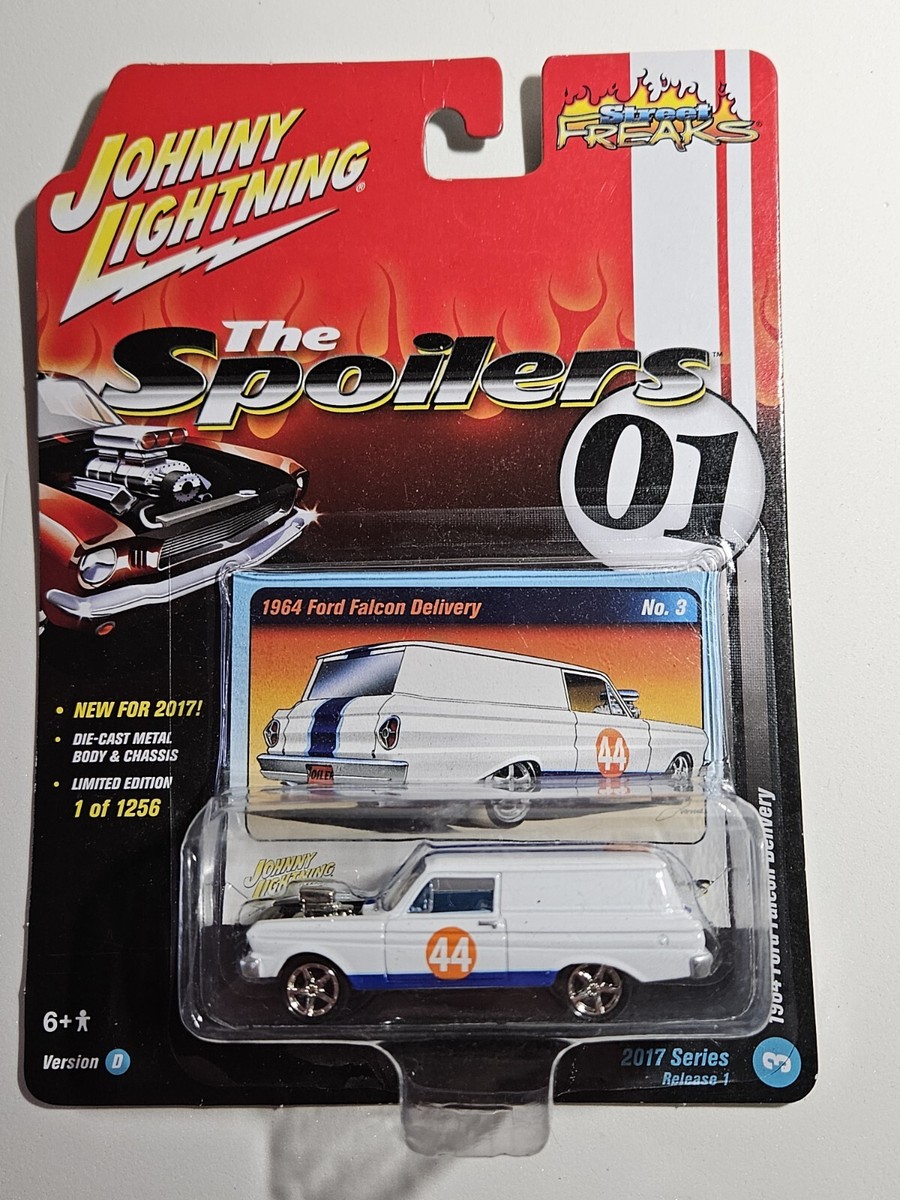 JOHNNY
LIGHTNING®
Street
FREAKS®
The
Spoilers™
01
1964 Ford Falcon Delivery
No. 3
44
• NEW FOR 2017!
• DIE-CAST METAL
BODY & CHASSIS
• LIMITED EDITION
1 of 1256
JOHNNY
LIGHTNING
44
1964 Ford Falcon Delivery
6+
Version D
2017 Series
Release 1
3